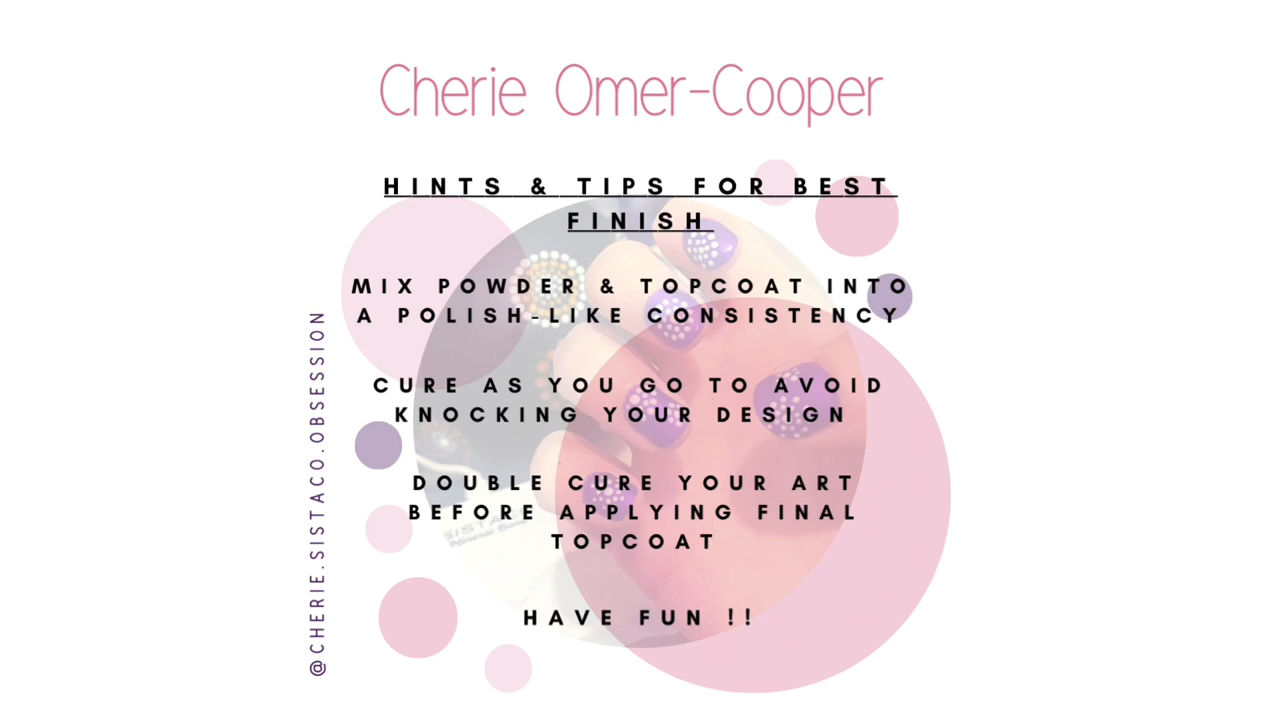 Cherie Omer-Cooper
HINTS & TIPS FOR BEST
FINISH
MIX POWDER & TOPCOAT INTO
A POLISH-LIKE CONSISTENCY
CURE AS YOU GO TO AVOID
KNOCKING YOUR DESIGN
DOUBLE CURE YOUR ART
BEFORE APPLYING FINAL
TOPCOAT
HAVE FUN !!
@CHERIE.SISTACO.OBSESSION